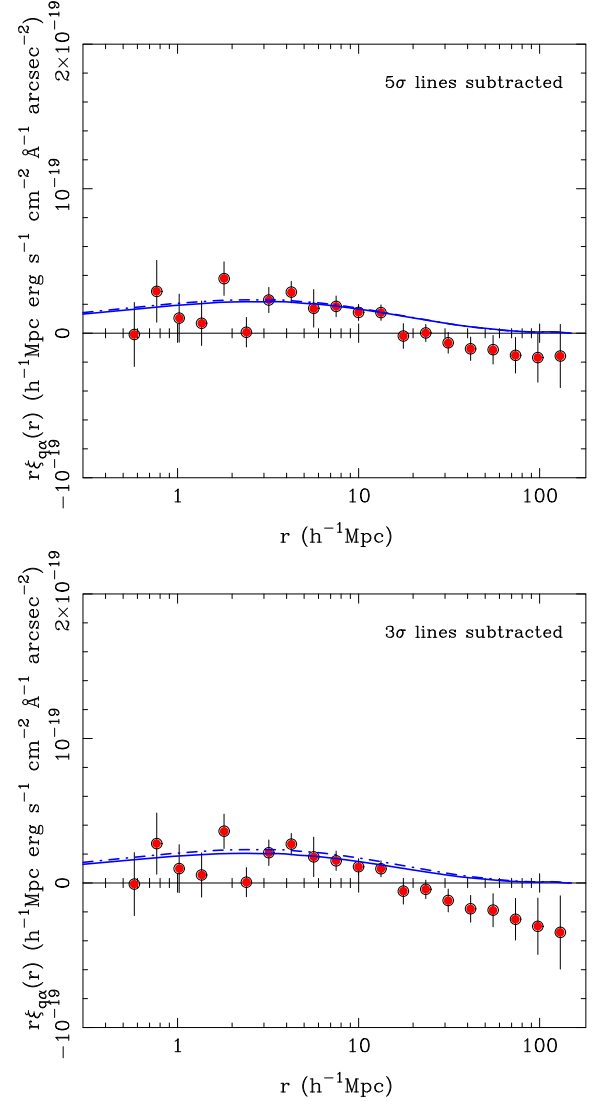 5σ lines subtracted
rξqα(r) (h⁻¹Mpc erg s⁻¹ cm⁻² Å⁻¹ arcsec⁻²)
2×10⁻¹⁹
10⁻¹⁹
0
−10⁻¹⁹
1 10 100
r (h⁻¹Mpc)
3σ lines subtracted
rξqα(r) (h⁻¹Mpc erg s⁻¹ cm⁻² Å⁻¹ arcsec⁻²)
2×10⁻¹⁹
10⁻¹⁹
0
−10⁻¹⁹
1 10 100
r (h⁻¹Mpc)